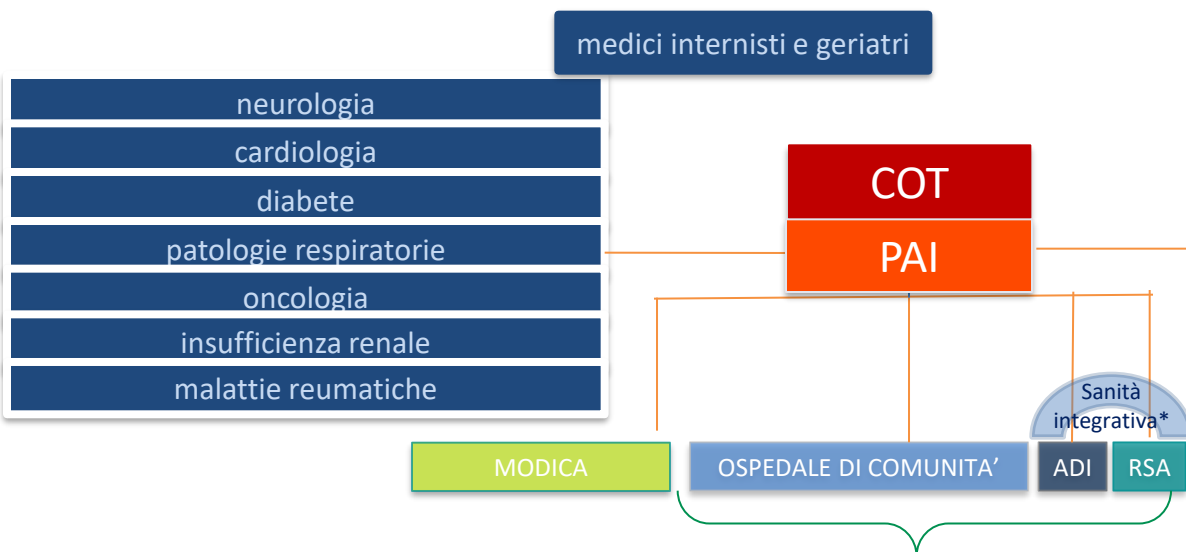 medici internisti e geriatri
neurologia
cardiologia
diabete
patologie respiratorie
oncologia
insufficienza renale
malattie reumatiche
COT
PAI
Sanità
integrativa*
MODICA
OSPEDALE DI COMUNITA’
ADI
RSA